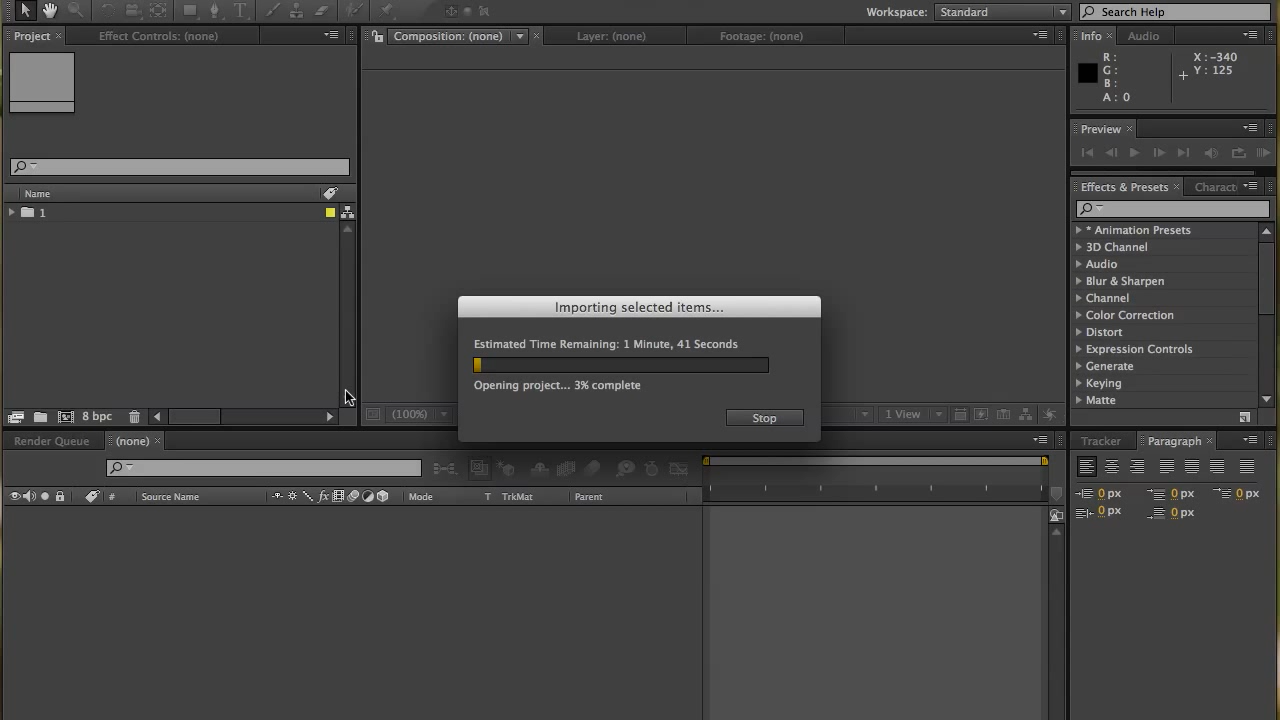 Workspace: Standard Search Help
Project Effect Controls: (none) Composition: (none) Layer: (none) Footage: (none) Info Audio
R : X : -340
G : Y : 125
B :
A : 0
Preview
Name
Effects & Presets Charact
1
* Animation Presets
3D Channel
Audio
Blur & Sharpen
Channel
Color Correction
Distort
Expression Controls
Generate
Keying
Matte
Importing selected items...
Estimated Time Remaining: 1 Minute, 41 Seconds
Opening project... 3% complete
Stop
8 bpc (100%) 1 View
Render Queue (none) Tracker Paragraph
# Source Name fx Mode T TrkMat Parent
0 px 0 px 0 px
0 px 0 px